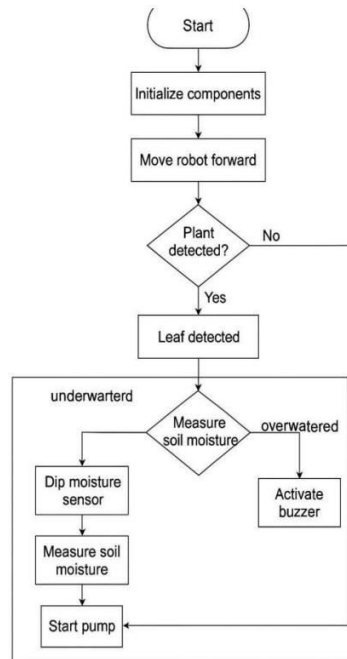 Start
Initialize components
Move robot forward
Plant
detected?
No
Yes
Leaf detected
underwarterd
Measure
soil moisture
overwatered
Dip moisture
sensor
Activate
buzzer
Measure soil
moisture
Start pump